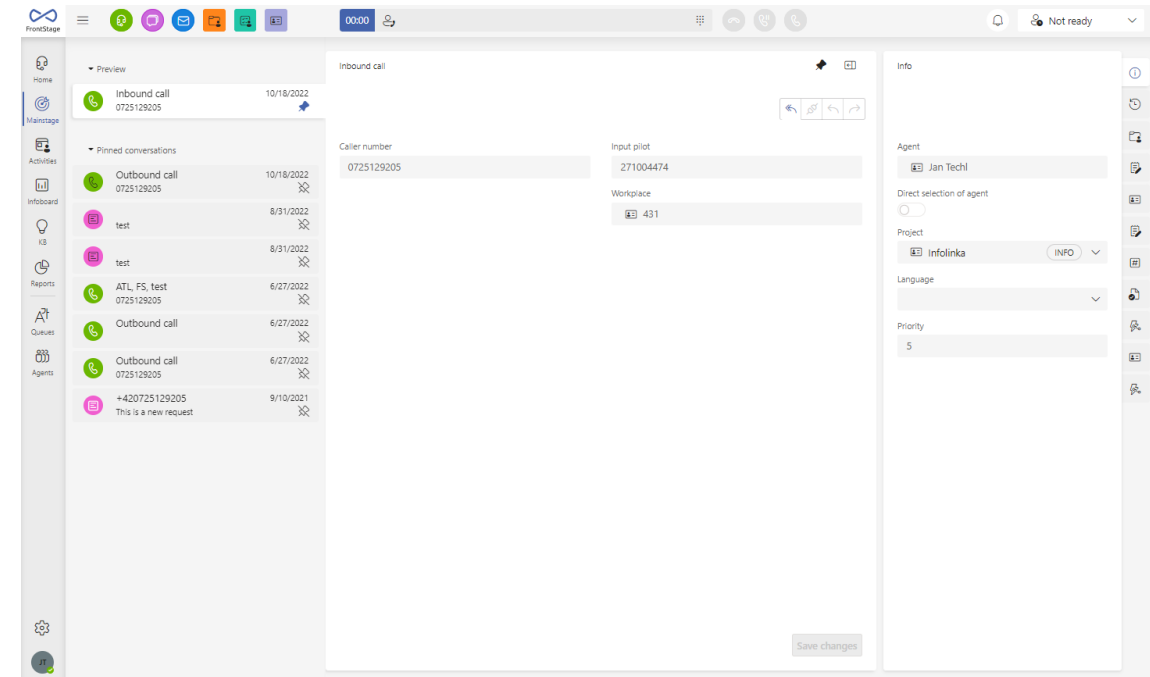 FrontStage
00:00
Not ready
Home
Mainstage
Activities
Infoboard
KB
Reports
Queues
Agents
JT
Preview
Inbound call 10/18/2022
0725129205
Pinned conversations
Outbound call 10/18/2022
0725129205
8/31/2022
test
8/31/2022
test
ATL, FS, test 6/27/2022
0725129205
Outbound call 6/27/2022
Outbound call 6/27/2022
0725129205
+420725129205 9/10/2021
This is a new request
Inbound call
Caller number
0725129205
Input pilot
271004474
Workplace
431
Save changes
Info
Agent
Jan Techl
Direct selection of agent
Project
Infolinka INFO
Language
Priority
5